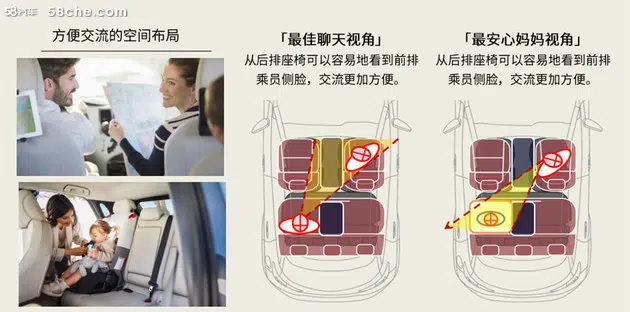 58汽车 58che.com
方便交流的空间布局
「最佳聊天视角」
从后排座椅可以容易地看到前排
乘员侧脸，交流更加方便。
「最安心妈妈视角」
从后排座椅可以容易地看到前排
乘员侧脸，交流更加方便。